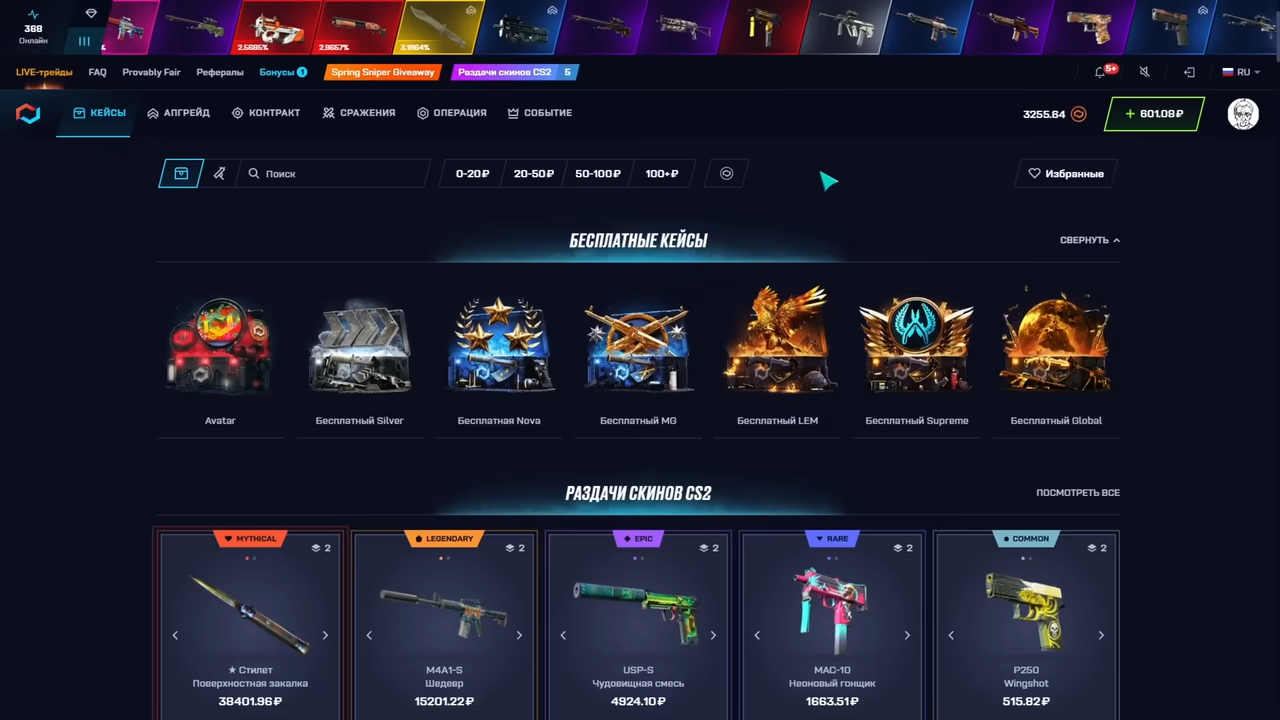 368
Онлайн
2.5685%
2.9657%
3.1964%
LIVE-трейды
FAQ
Provably Fair
Рефералы
Бонусы 1
Spring Sniper Giveaway
Раздачи скинов CS2 5
5+
RU
КЕЙСЫ
АПГРЕЙД
КОНТРАКТ
СРАЖЕНИЯ
ОПЕРАЦИЯ
СОБЫТИЕ
3255.64
+ 601.08₽
Поиск
0-20₽
20-50₽
50-100₽
100+₽
Избранные
БЕСПЛАТНЫЕ КЕЙСЫ
СВЕРНУТЬ
Avatar
Бесплатный Silver
Бесплатная Nova
Бесплатный MG
Бесплатный LEM
Бесплатный Supreme
Бесплатный Global
РАЗДАЧИ СКИНОВ CS2
ПОСМОТРЕТЬ ВСЕ
MYTHICAL
2
★ Стилет
Поверхностная закалка
38401.96₽
LEGENDARY
2
M4A1-S
Шедевр
15201.22₽
EPIC
2
USP-S
Чудовищная смесь
4924.10₽
RARE
2
MAC-10
Неоновый гонщик
1663.51₽
COMMON
2
P250
Wingshot
515.82₽